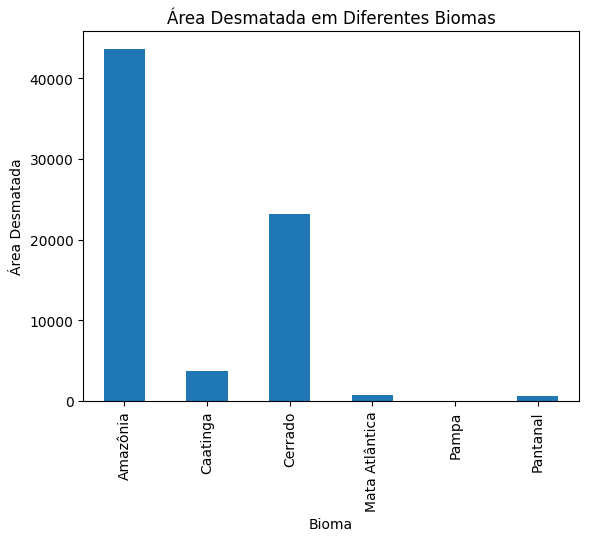 Área Desmatada em Diferentes Biomas
Área Desmatada
40000
30000
20000
10000
0
Amazônia
Caatinga
Cerrado
Mata Atlântica
Pampa
Pantanal
Bioma